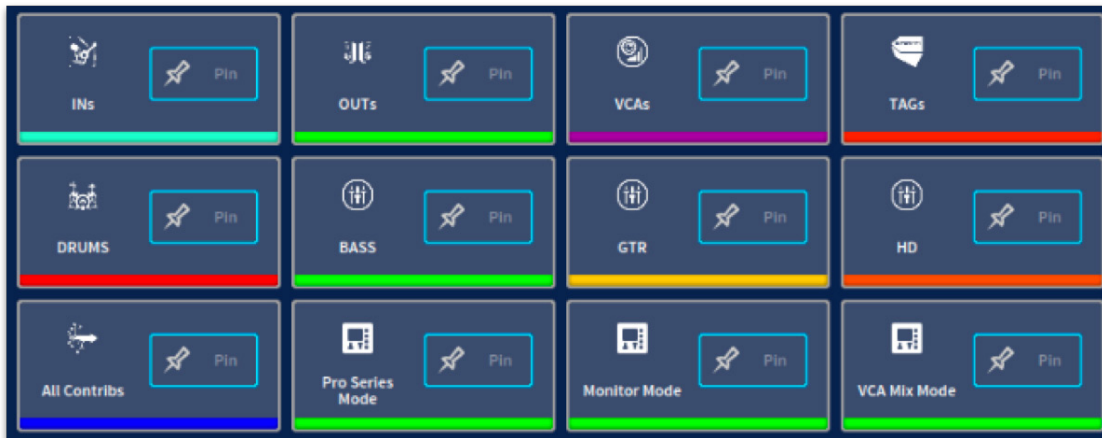 Pin
INs
Pin
OUTs
Pin
VCAs
Pin
TAGs
Pin
DRUMS
Pin
BASS
Pin
GTR
Pin
HD
Pin
All Contribs
Pin
Pro Series
Mode
Pin
Monitor Mode
Pin
VCA Mix Mode